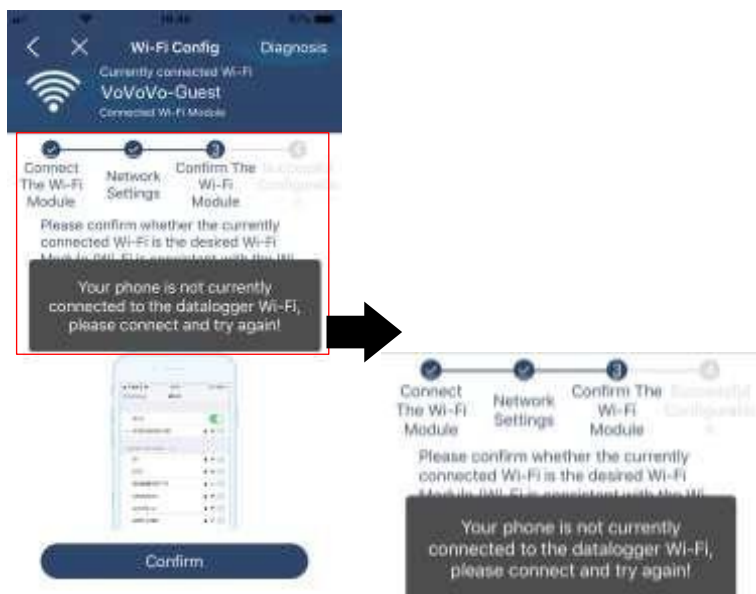 Wi-Fi Config
Diagnosis
Currently connected Wi-Fi
VoVoVo-Guest
Connected Wi-Fi Module
Connect
The Wi-Fi
Module
Network
Settings
3
Confirm The
Wi-Fi
Module
4
Please confirm whether the currently
connected Wi-Fi is the desired Wi-Fi
Your phone is not currently
connected to the datalogger Wi-Fi,
please connect and try again!
Confirm
Connect
The Wi-Fi
Module
Network
Settings
3
Confirm The
Wi-Fi
Module
4
Please confirm whether the currently
connected Wi-Fi is the desired Wi-Fi
Your phone is not currently
connected to the datalogger Wi-Fi,
please connect and try again!